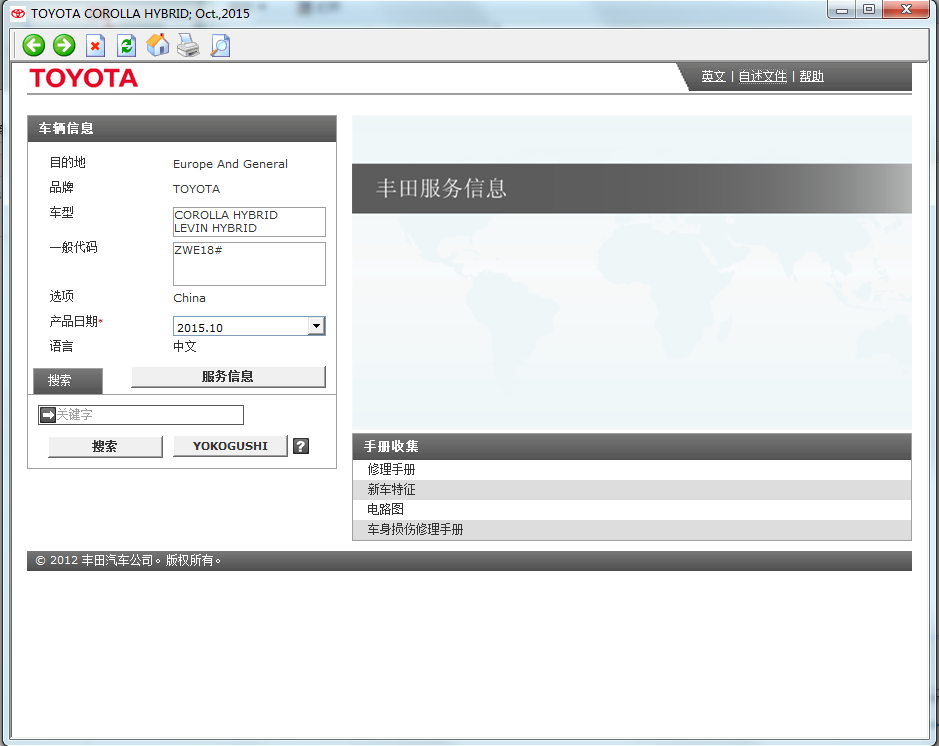 TOYOTA COROLLA HYBRID; Oct.,2015
TOYOTA
英文 | 自述文件 | 帮助
车辆信息
目的地 Europe And General
品牌 TOYOTA
车型 COROLLA HYBRID
LEVIN HYBRID
一般代码 ZWE18#
选项 China
产品日期* 2015.10
语言 中文
搜索 服务信息
关键字
搜索 YOKOGUSHI ?
丰田服务信息
手册收集
修理手册
新车特征
电路图
车身损伤修理手册
© 2012 丰田汽车公司。版权所有。